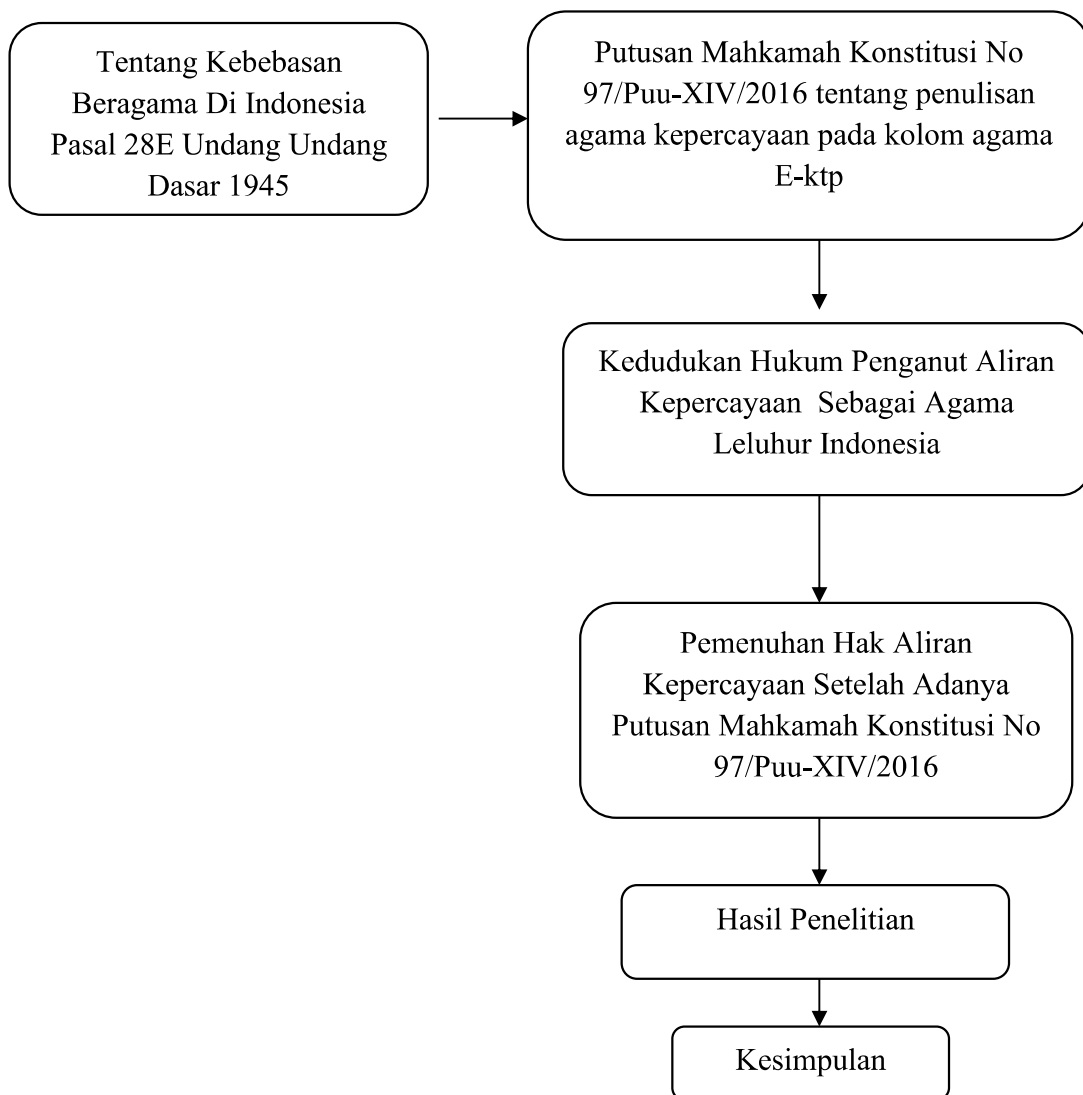 Tentang Kebebasan
Beragama Di Indonesia
Pasal 28E Undang Undang
Dasar 1945
Putusan Mahkamah Konstitusi No
97/Puu-XIV/2016 tentang penulisan
agama kepercayaan pada kolom agama
E-ktp
Kedudukan Hukum Penganut Aliran
Kepercayaan Sebagai Agama
Leluhur Indonesia
Pemenuhan Hak Aliran
Kepercayaan Setelah Adanya
Putusan Mahkamah Konstitusi No
97/Puu-XIV/2016
Hasil Penelitian
Kesimpulan